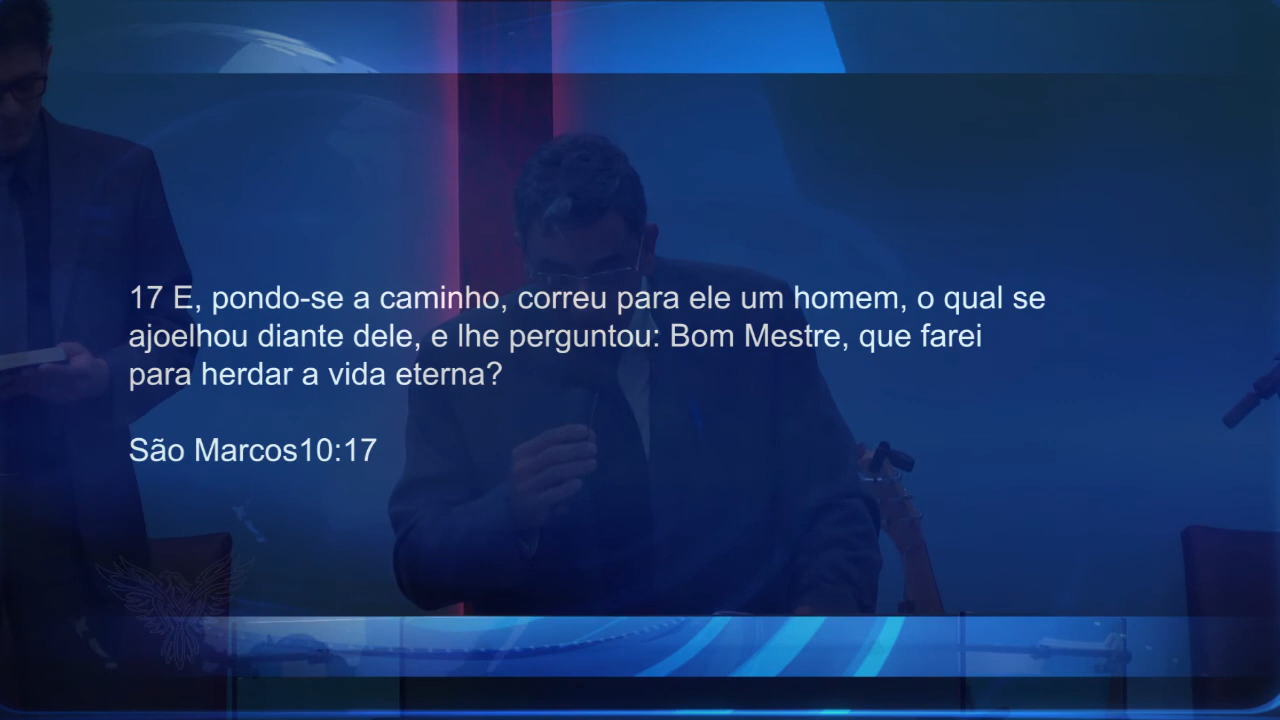 17 E, pondo-se a caminho, correu para ele um homem, o qual se
ajoelhou diante dele, e lhe perguntou: Bom Mestre, que farei
para herdar a vida eterna?
São Marcos10:17